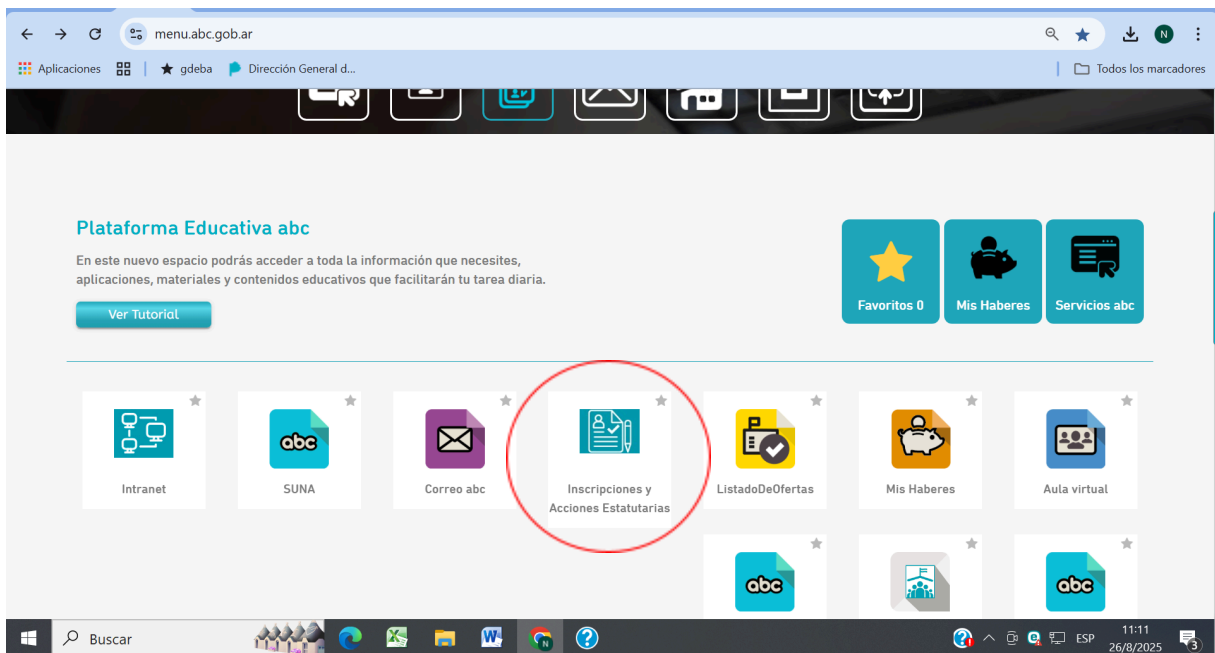 menu.abc.gob.ar
N
Aplicaciones
gdeba
Dirección General d...
Todos los marcadores
Plataforma Educativa abc
En este nuevo espacio podrás acceder a toda la información que necesites,
aplicaciones, materiales y contenidos educativos que facilitarán tu tarea diaria.
Ver Tutorial
Favoritos 0
Mis Haberes
Servicios abc
abc
Intranet
SUNA
Correo abc
Inscripciones y
Acciones Estatutarias
ListadoDeOfertas
Mis Haberes
Aula virtual
abc
abc
Buscar
ESP
11:11
26/8/2025
3